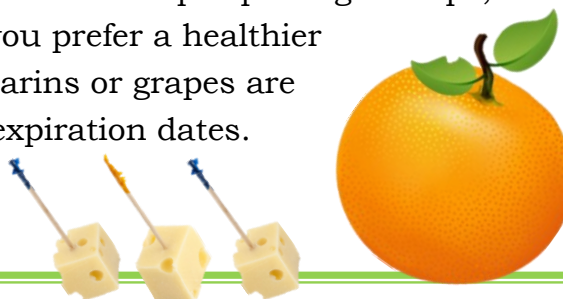 you prefer a healthier
arins or grapes are
expiration dates.